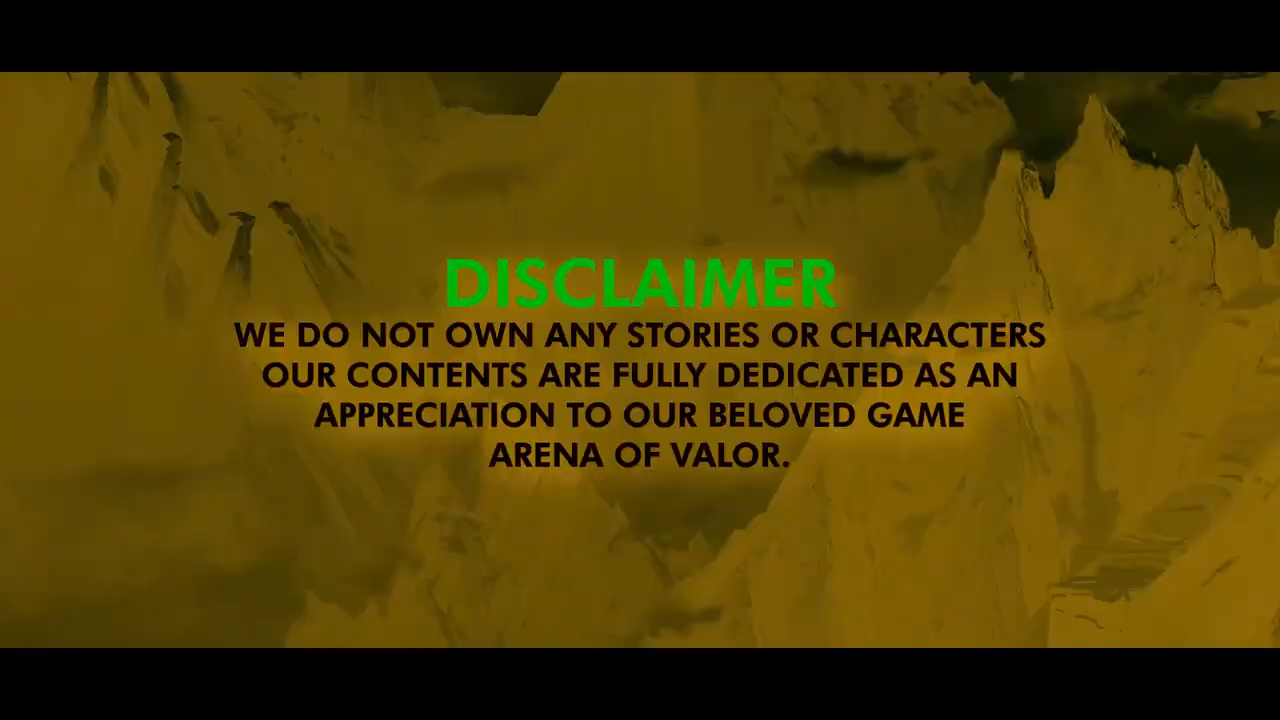 DISCLAIMER
WE DO NOT OWN ANY STORIES OR CHARACTERS
OUR CONTENTS ARE FULLY DEDICATED AS AN
APPRECIATION TO OUR BELOVED GAME
ARENA OF VALOR.